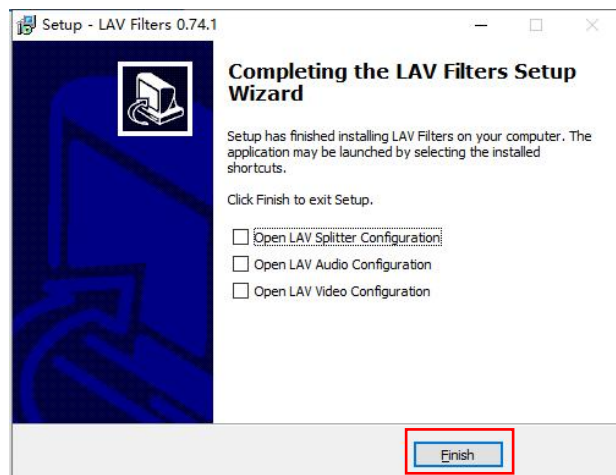 Setup - LAV Filters 0.74.1
Completing the LAV Filters Setup
Wizard
Setup has finished installing LAV Filters on your computer. The
application may be launched by selecting the installed
shortcuts.
Click Finish to exit Setup.
Open LAV Splitter Configuration
Open LAV Audio Configuration
Open LAV Video Configuration
Finish